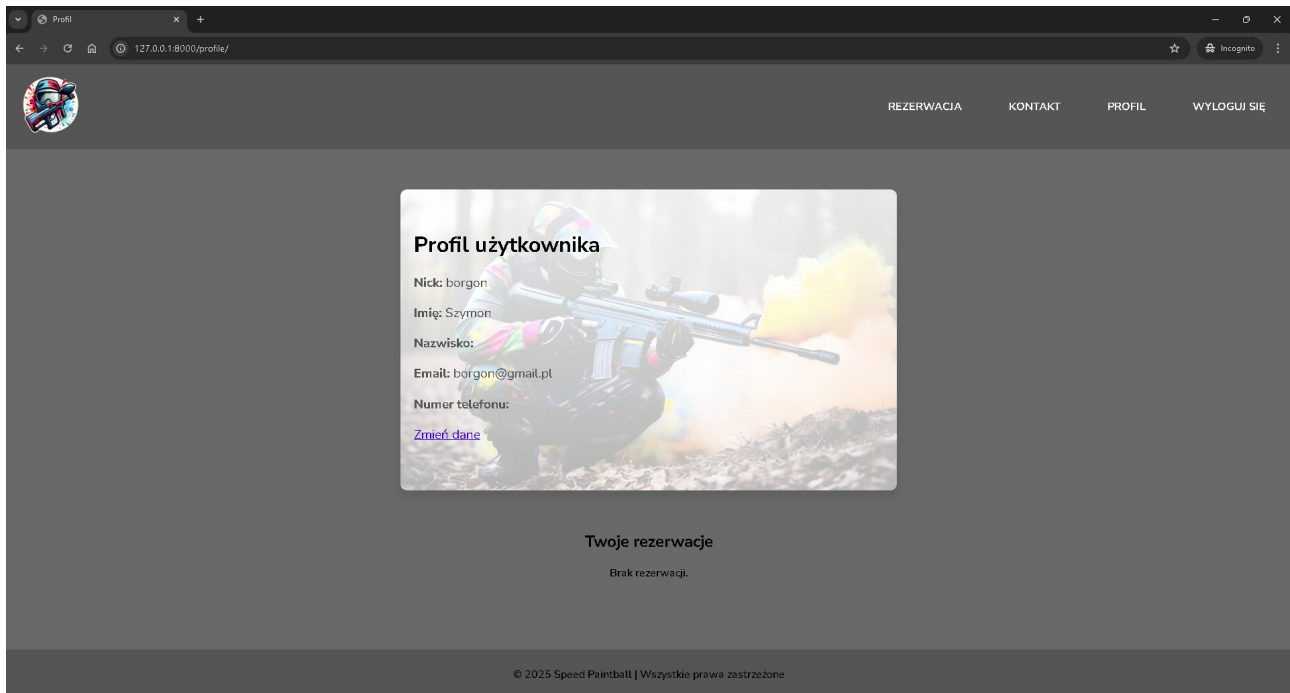 Profil
127.0.0.1:8000/profile/
Incognito
REZERWACJA KONTAKT PROFIL WYLOGUJ SIĘ
Profil użytkownika
Nick: borgon
Imię: Szymon
Nazwisko:
Email: borgon@gmail.pl
Numer telefonu:
Zmień dane
Twoje rezerwacje
Brak rezerwacji.
© 2025 Speed Paintball | Wszystkie prawa zastrzeżone